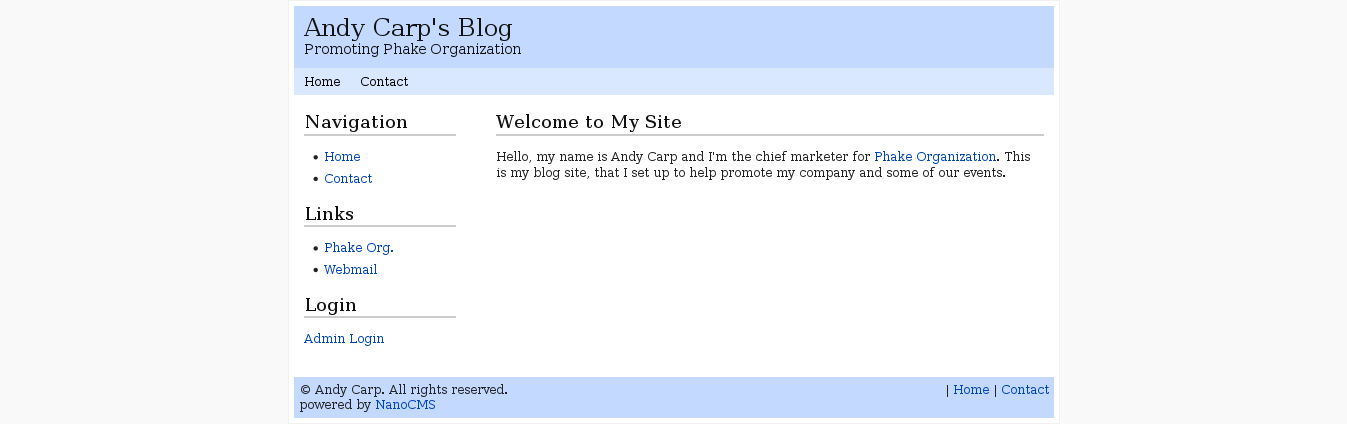 Andy Carp's Blog
Promoting Phake Organization
Home Contact
Navigation
• Home
• Contact
Links
• Phake Org.
• Webmail
Login
Admin Login
Welcome to My Site
Hello, my name is Andy Carp and I'm the chief marketer for Phake Organization. This
is my blog site, that I set up to help promote my company and some of our events.
© Andy Carp. All rights reserved.
powered by NanoCMS
| Home | Contact